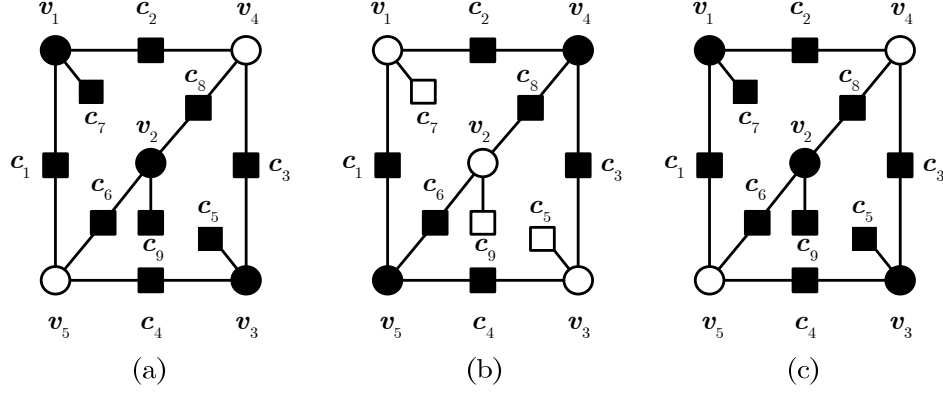 v₁ c₂ v₄ v₁ c₂ v₄ v₁ c₂ v₄
c₈ c₈ c₈
c₇ v₂ c₇ v₂ c₇ v₂
c₁ c₃ c₁ c₃ c₁ c₃
c₆ c₅ c₆ c₅ c₆ c₅
c₉ c₉ c₉
v₅ c₄ v₃ v₅ c₄ v₃ v₅ c₄ v₃
(a) (b) (c)